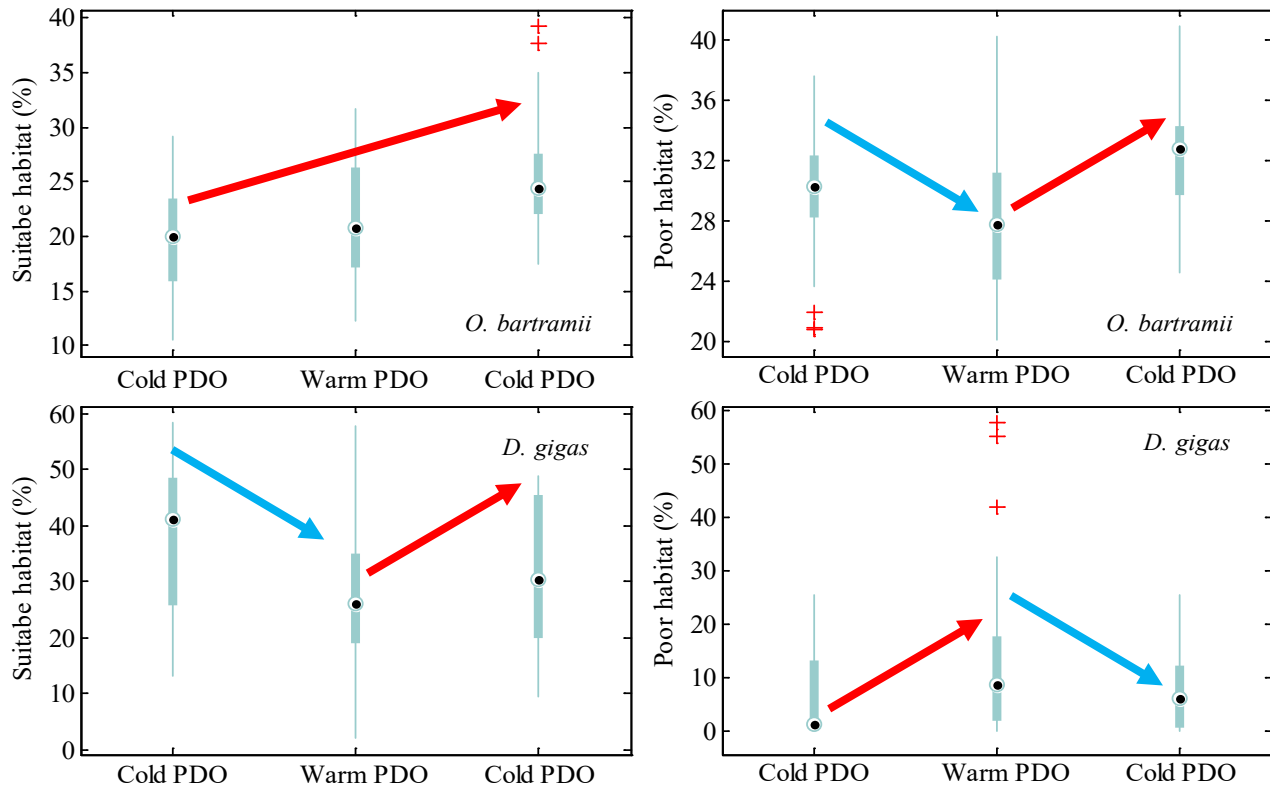 Suitabe habitat (%)
40
35
30
25
20
15
10
O. bartramii
Cold PDO Warm PDO Cold PDO
Poor habitat (%)
40
36
32
28
24
20
O. bartramii
Cold PDO Warm PDO Cold PDO
Suitabe habitat (%)
60
50
40
30
20
10
0
D. gigas
Cold PDO Warm PDO Cold PDO
Poor habitat (%)
60
50
40
30
20
10
0
D. gigas
Cold PDO Warm PDO Cold PDO